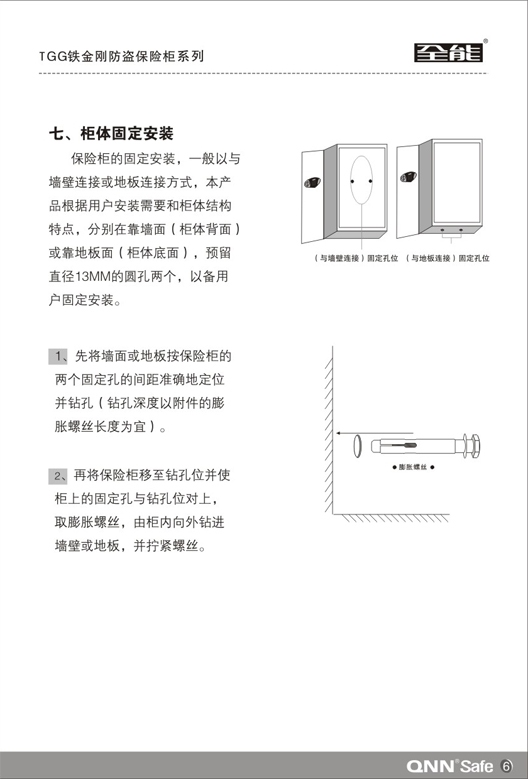 TGG铁金刚防盗保险柜系列
全能®
七、柜体固定安装
保险柜的固定安装，一般以与
墙壁连接或地板连接方式，本产
品根据用户安装需要和柜体结构
特点，分别在靠墙面（柜体背面）
或靠地板面（柜体底面），预留
直径13MM的圆孔两个，以备用
户固定安装。
（与墙壁连接）固定孔位
（与地板连接）固定孔位
1、先将墙面或地板按保险柜的
两个固定孔的间距准确地定位
并钻孔（钻孔深度以附件的膨
胀螺丝长度为宜）。
2、再将保险柜移至钻孔位并使
柜上的固定孔与钻孔位对上，
取膨胀螺丝，由柜内向外钻进
墙壁或地板，并拧紧螺丝。
●膨胀螺丝●
QNN®Safe 6